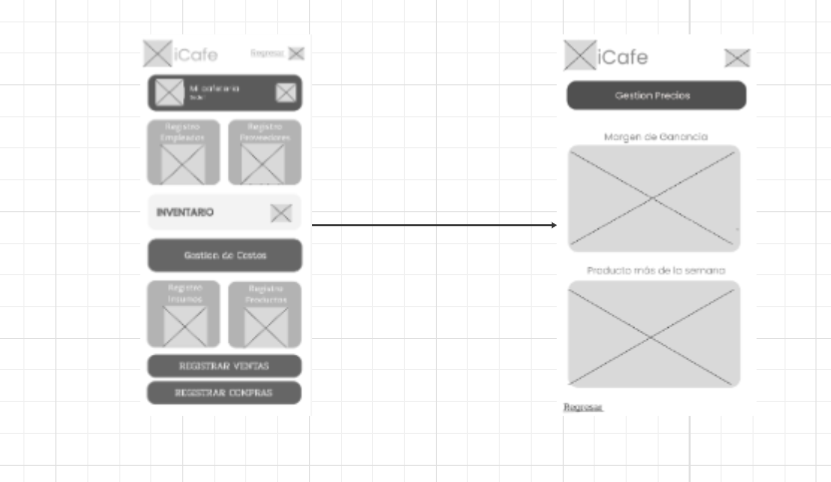 iCafe
Regresar
Mi cafeteria
Registro
Empleados
Registro
Proveedores
INVENTARIO
Gestion de Costos
Registro
Insumos
Registro
Productos
REGISTRAR VENTAS
REGISTRAR COMPRAS
iCafe
Gestion Precios
Margen de Ganancia
Producto más de la semana
Regresar